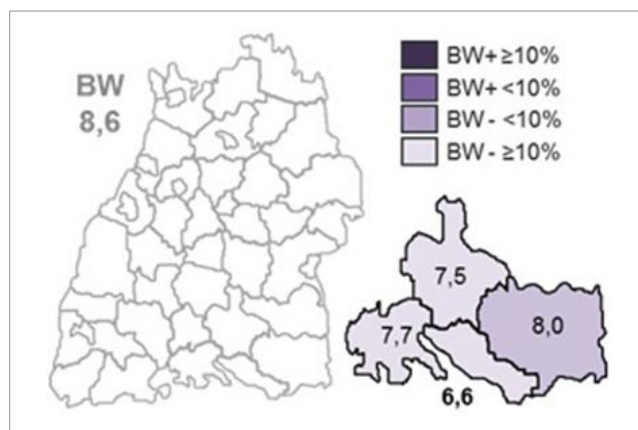 BW
8,6
BW+ ≥10%
BW+ <10%
BW- <10%
BW- ≥10%
7,5
8,0
7,7
6,6